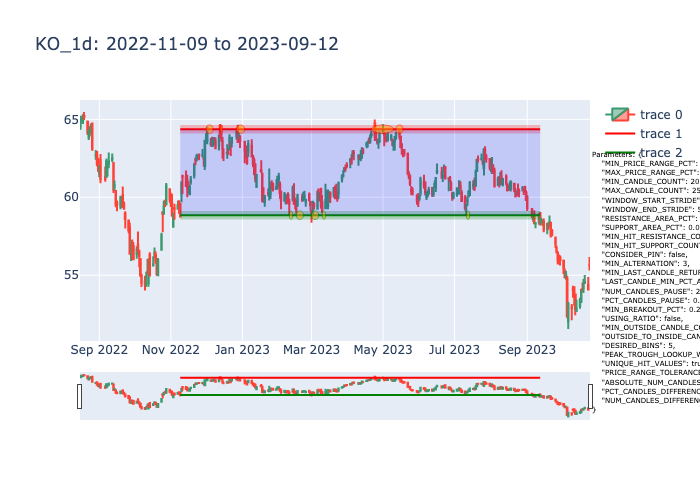 KO_1d: 2022-11-09 to 2023-09-12
65
60
55
Sep 2022
Nov 2022
Jan 2023
Mar 2023
May 2023
Jul 2023
Sep 2023
trace 0
trace 1
trace 2
Parameters: {
"MIN_PRICE_RANGE_PCT":
"MAX_PRICE_RANGE_PCT":
"MIN_CANDLE_COUNT": 20
"MAX_CANDLE_COUNT": 25
"WINDOW_START_STRIDE"
"WINDOW_END_STRIDE": 5
"RESISTANCE_AREA_PCT":
"SUPPORT_AREA_PCT": 0.0
"MIN_HIT_RESISTANCE_CO
"MIN_HIT_SUPPORT_COUNT
"CONSIDER_PIN": false,
"MIN_ALTERNATION": 3,
"MIN_LAST_CANDLE_RETUR
"LAST_CANDLE_MIN_PCT_A
"NUM_CANDLES_PAUSE": 2
"PCT_CANDLES_PAUSE": 0.
"MIN_BREAKOUT_PCT": 0.2
"USING_RATIO": false,
"MIN_OUTSIDE_CANDLE_CO
"OUTSIDE_TO_INSIDE_CAN
"DESIRED_BINS": 5,
"PEAK_TROUGH_LOOKUP_W
"UNIQUE_HIT_VALUES": tru
"PRICE_RANGE_TOLERANC
"ABSOLUTE_NUM_CANDLES
"PCT_CANDLES_DIFFERENC
"NUM_CANDLES_DIFFEREN
}